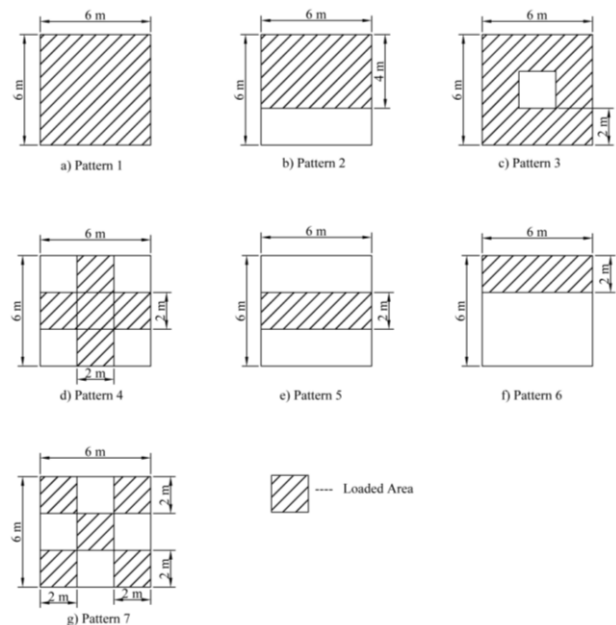 6 m 6 m 6 m
6 m 6 m 4 m 6 m 2 m
a) Pattern 1 b) Pattern 2 c) Pattern 3
6 m 6 m 6 m
6 m 2 m 6 m 2 m 6 m 2 m
2 m
d) Pattern 4 e) Pattern 5 f) Pattern 6
6 m
2 m
6 m
---- Loaded Area
2 m
2 m 2 m
g) Pattern 7